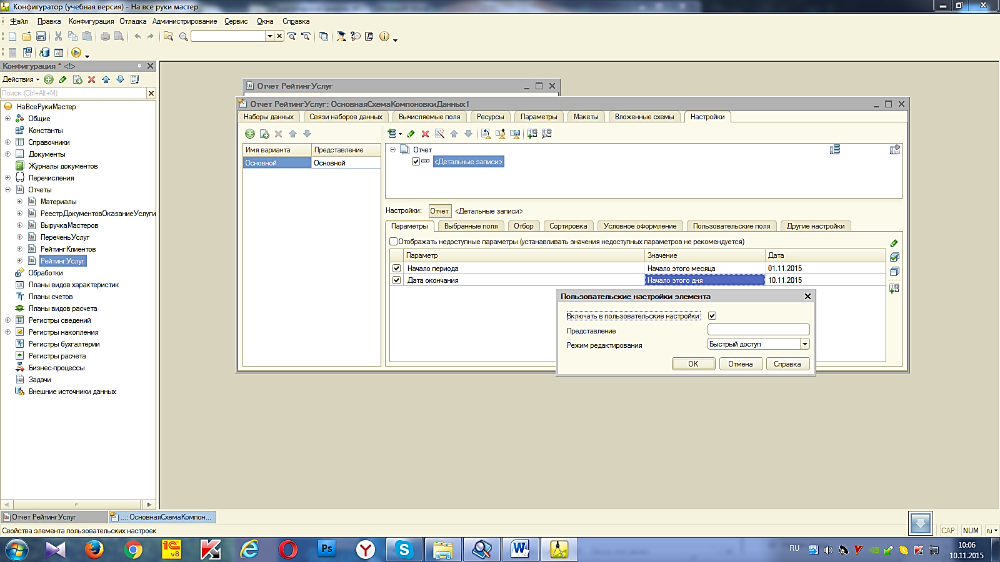 Конфигуратор (учебная версия) - На все руки мастер
Файл Правка Конфигурация Отладка Администрирование Сервис Окна Справка
Конфигурация * <!>
Действия
Поиск (Ctrl+Alt+M)
НаВсеРукиМастер
Общие
Константы
Справочники
Документы
Журналы документов
Перечисления
Отчеты
Материалы
РеестрДокументовОказаниеУслуги
ВыручкаМастеров
ПереченьУслуг
РейтингКлиентов
РейтингУслуг
Обработки
Планы видов характеристик
Планы счетов
Планы видов расчета
Регистры сведений
Регистры накопления
Регистры бухгалтерии
Регистры расчета
Бизнес-процессы
Задачи
Внешние источники данных
Отчет РейтингУслуг
Отчет РейтингУслуг: ОсновнаяСхемаКомпоновкиДанных1
Наборы данных Связи наборов данных Вычисляемые поля Ресурсы Параметры Макеты Вложенные схемы Настройки
Имя варианта Представление
Основной Основной
Отчет
<Детальные записи>
Настройки: Отчет <Детальные записи>
Параметры Выбранные поля Отбор Сортировка Условное оформление Пользовательские поля Другие настройки
Отображать недоступные параметры (устанавливать значения недоступных параметров не рекомендуется)
Параметр Значение Дата
Начало периода Начало этого месяца 01.11.2015
Дата окончания Начало этого дня 10.11.2015
Пользовательские настройки элемента
Включать в пользовательские настройки
Представление
Режим редактирования Быстрый доступ
ОК Отмена Справка
Отчет РейтингУслуг ...: ОсновнаяСхемаКомпон...
Свойства элемента пользовательских настроек
CAP NUM ru
1С v8 Ps RU
10:06
10.11.2015